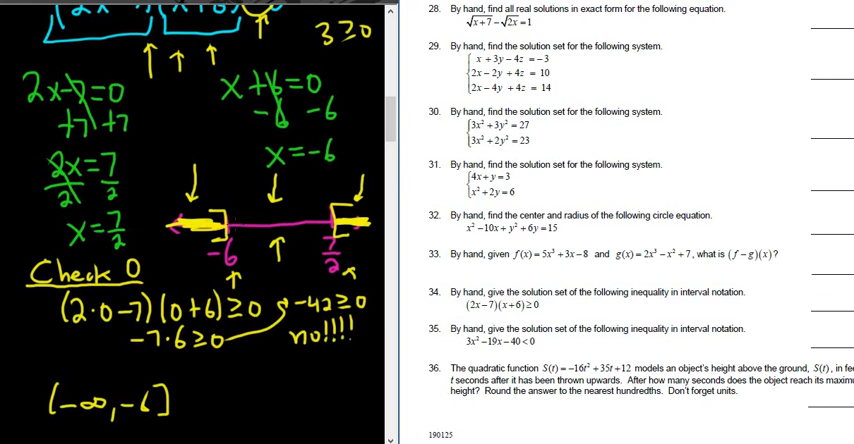 3 ≥ 0
2x-7=0
+7 +7
2x = 7
2 2
x = 7/2
x+6=0
-6 -6
x = -6
-6 7/2
Check 0
(2·0-7)(0+6) ≥ 0
-7·6 ≥ 0
-42 ≥ 0
no!!!!
(-∞, -6]
28. By hand, find all real solutions in exact form for the following equation.
√x+7 − √2x = 1
29. By hand, find the solution set for the following system.
x + 3y − 4z = −3
2x − 2y + 4z = 10
2x − 4y + 4z = 14
30. By hand, find the solution set for the following system.
3x² + 3y² = 27
3x² + 2y² = 23
31. By hand, find the solution set for the following system.
4x + y = 3
x² + 2y = 6
32. By hand, find the center and radius of the following circle equation.
x² −10x + y² + 6y = 15
33. By hand, given f(x) = 5x³ + 3x − 8 and g(x) = 2x³ − x² + 7, what is (f − g)(x)?
34. By hand, give the solution set of the following inequality in interval notation.
(2x − 7)(x + 6) ≥ 0
35. By hand, give the solution set of the following inequality in interval notation.
3x² −19x − 40 < 0
36. The quadratic function S(t) = −16t² + 35t + 12 models an object's height above the ground, S(t), in fe
t seconds after it has been thrown upwards. After how many seconds does the object reach its maxim
height? Round the answer to the nearest hundredths. Don't forget units.
190125